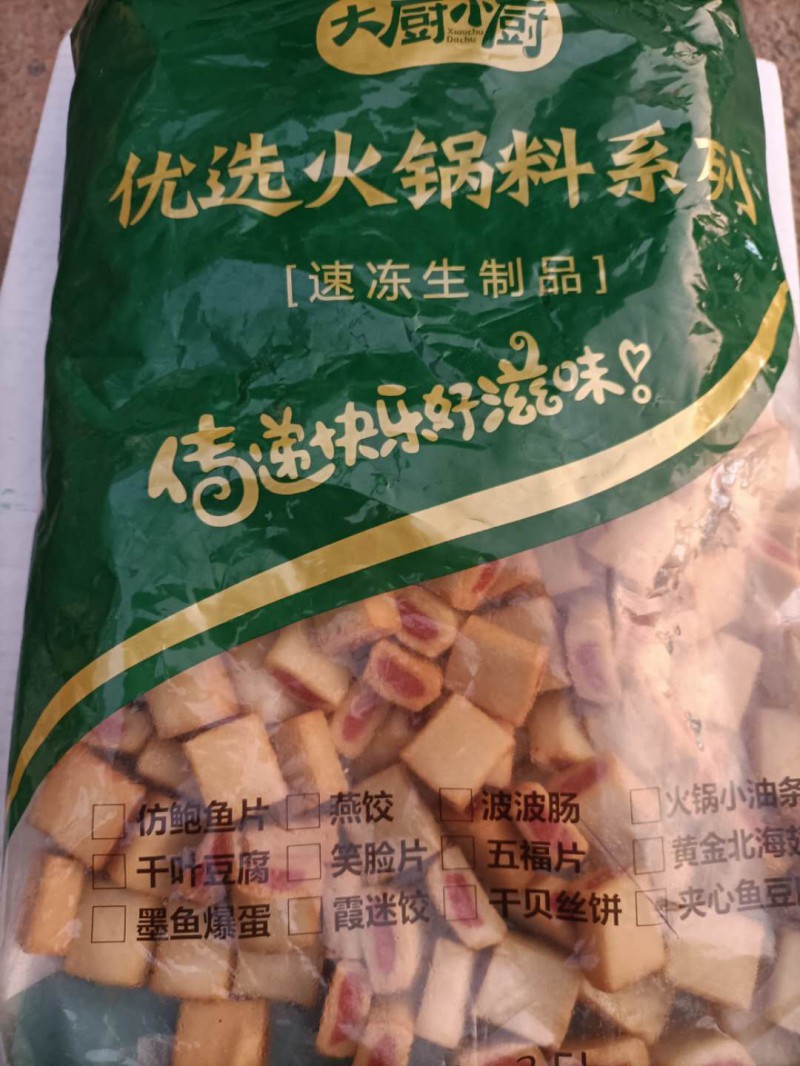 大厨小厨
Xiaochu
Dachu
优选火锅料系列
[速冻生制品]
传递快乐好滋味!
仿鲍鱼片 燕饺 波波肠 火锅小油条
千叶豆腐 笑脸片 五福片 黄金北海
墨鱼爆蛋 霞迷饺 干贝丝饼 夹心鱼豆